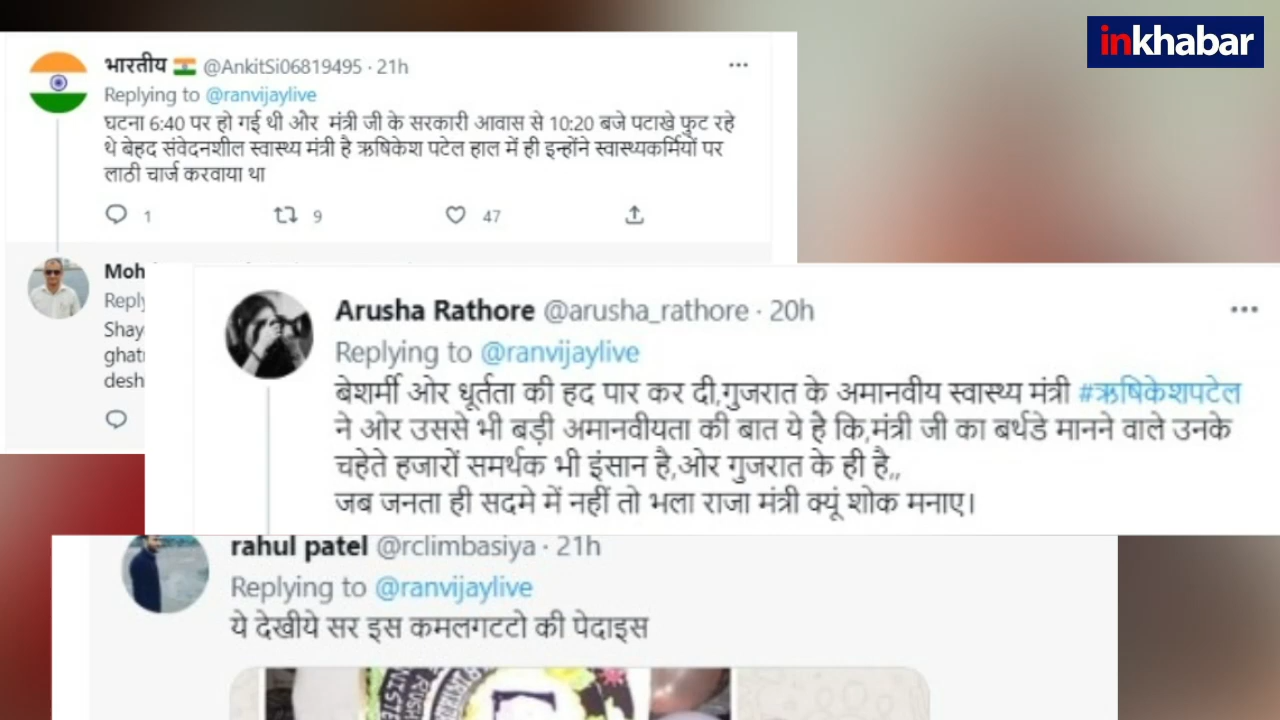 inkhabar
भारतीय @AnkitSi06819495 · 21h
Replying to @ranvijaylive
घटना 6:40 पर हो गई थी और मंत्री जी के सरकारी आवास से 10:20 बजे पटाखे फुट रहे
थे बेहद संवेदनशील स्वास्थ्य मंत्री है ऋषिकेश पटेल हाल में ही इन्होंने स्वास्थ्यकर्मियों पर
लाठी चार्ज करवाया था
1 9 47
Moh
Reply
Shay
ghat
desh
Arusha Rathore @arusha_rathore · 20h
Replying to @ranvijaylive
बेशर्मी ओर धूर्तता की हद पार कर दी,गुजरात के अमानवीय स्वास्थ्य मंत्री #ऋषिकेशपटेल
ने ओर उससे भी बड़ी अमानवीयता की बात ये है कि,मंत्री जी का बर्थडे मानने वाले उनके
चहेते हजारों समर्थक भी इंसान है,ओर गुजरात के ही है,,
जब जनता ही सदमे में नहीं तो भला राजा मंत्री क्यूं शोक मनाए।
rahul patel @rclimbasiya · 21h
Replying to @ranvijaylive
ये देखीये सर इस कमलगटटो की पेदाइस